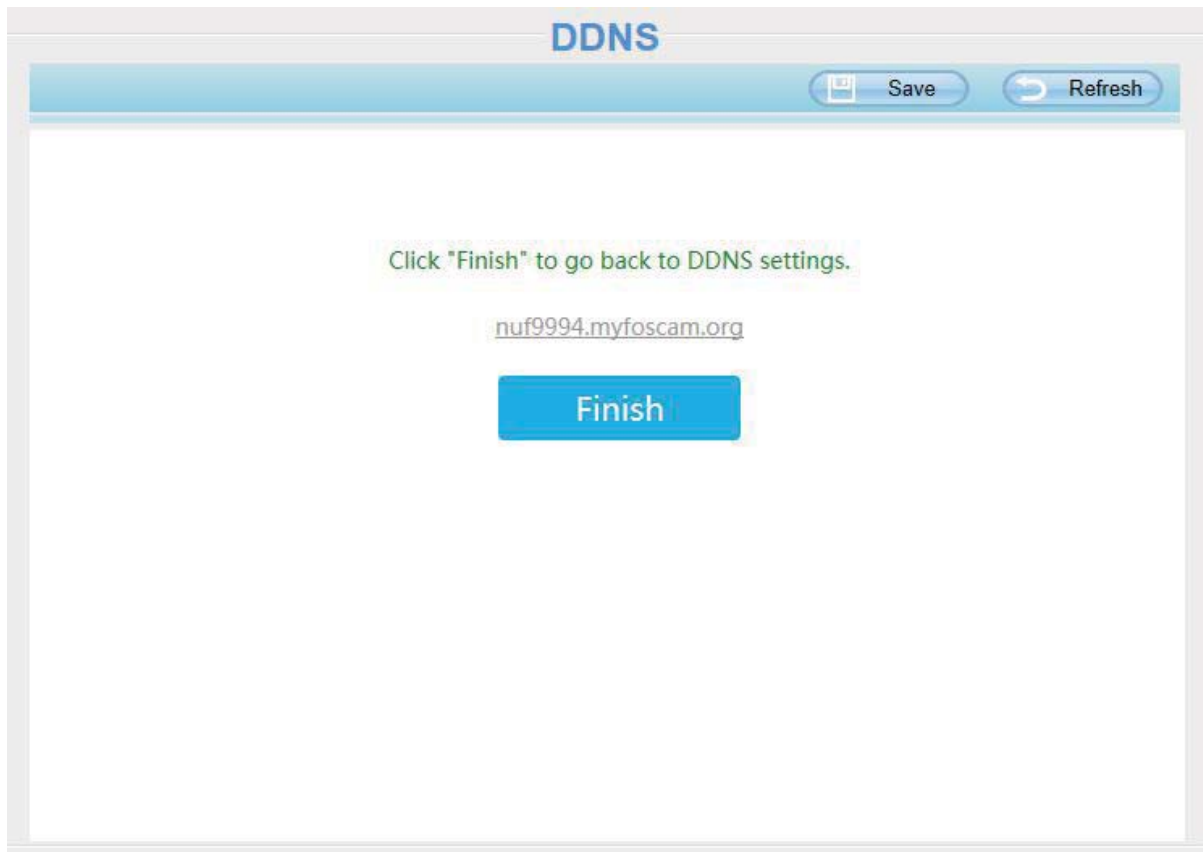 DDNS
Save Refresh
Click "Finish" to go back to DDNS settings.
nuf9994.myfoscam.org
Finish